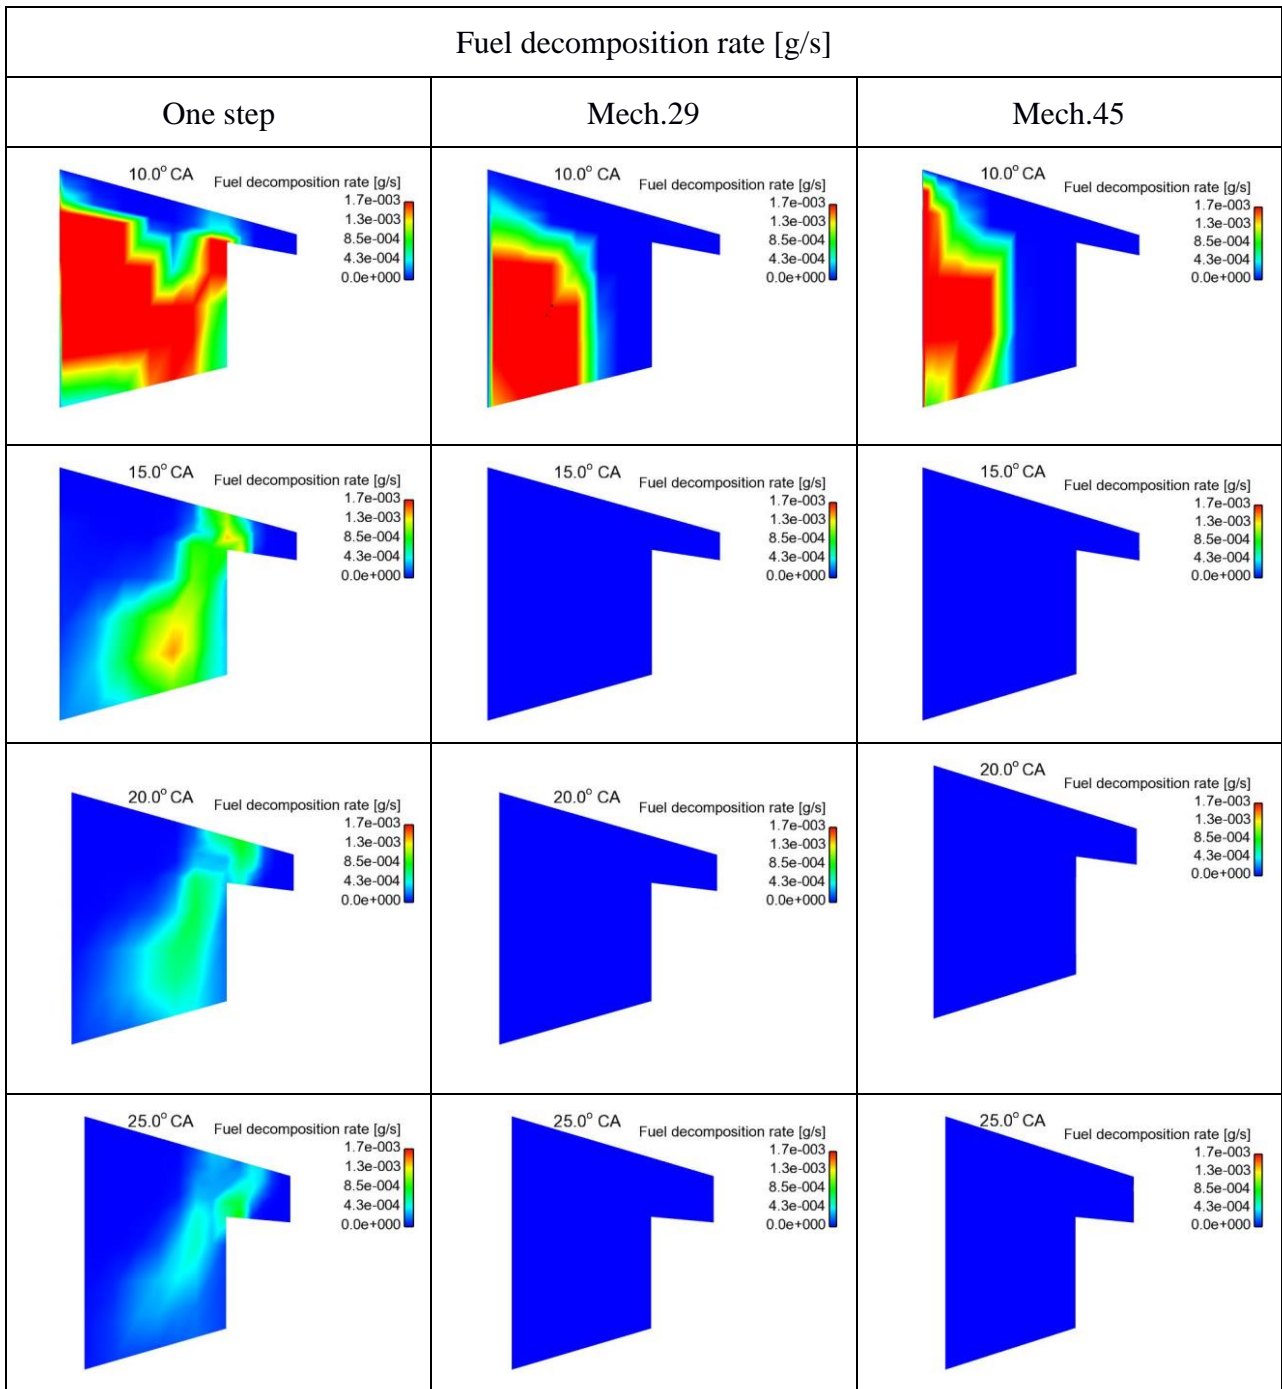 Fuel decomposition rate [g/s]
One step
Mech.29
Mech.45
10.0° CA
Fuel decomposition rate [g/s]
1.7e-003
1.3e-003
8.5e-004
4.3e-004
0.0e+000
10.0° CA
Fuel decomposition rate [g/s]
1.7e-003
1.3e-003
8.5e-004
4.3e-004
0.0e+000
10.0° CA
Fuel decomposition rate [g/s]
1.7e-003
1.3e-003
8.5e-004
4.3e-004
0.0e+000
15.0° CA
Fuel decomposition rate [g/s]
1.7e-003
1.3e-003
8.5e-004
4.3e-004
0.0e+000
15.0° CA
Fuel decomposition rate [g/s]
1.7e-003
1.3e-003
8.5e-004
4.3e-004
0.0e+000
15.0° CA
Fuel decomposition rate [g/s]
1.7e-003
1.3e-003
8.5e-004
4.3e-004
0.0e+000
20.0° CA
Fuel decomposition rate [g/s]
1.7e-003
1.3e-003
8.5e-004
4.3e-004
0.0e+000
20.0° CA
Fuel decomposition rate [g/s]
1.7e-003
1.3e-003
8.5e-004
4.3e-004
0.0e+000
20.0° CA
Fuel decomposition rate [g/s]
1.7e-003
1.3e-003
8.5e-004
4.3e-004
0.0e+000
25.0° CA
Fuel decomposition rate [g/s]
1.7e-003
1.3e-003
8.5e-004
4.3e-004
0.0e+000
25.0° CA
Fuel decomposition rate [g/s]
1.7e-003
1.3e-003
8.5e-004
4.3e-004
0.0e+000
25.0° CA
Fuel decomposition rate [g/s]
1.7e-003
1.3e-003
8.5e-004
4.3e-004
0.0e+000